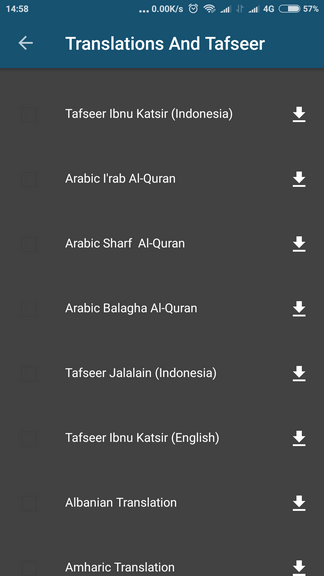 14:58 ... 0.00K/s 4G 57%
Translations And Tafseer
Tafseer Ibnu Katsir (Indonesia)
Arabic I'rab Al-Quran
Arabic Sharf  Al-Quran
Arabic Balagha Al-Quran
Tafseer Jalalain (Indonesia)
Tafseer Ibnu Katsir (English)
Albanian Translation
Amharic Translation